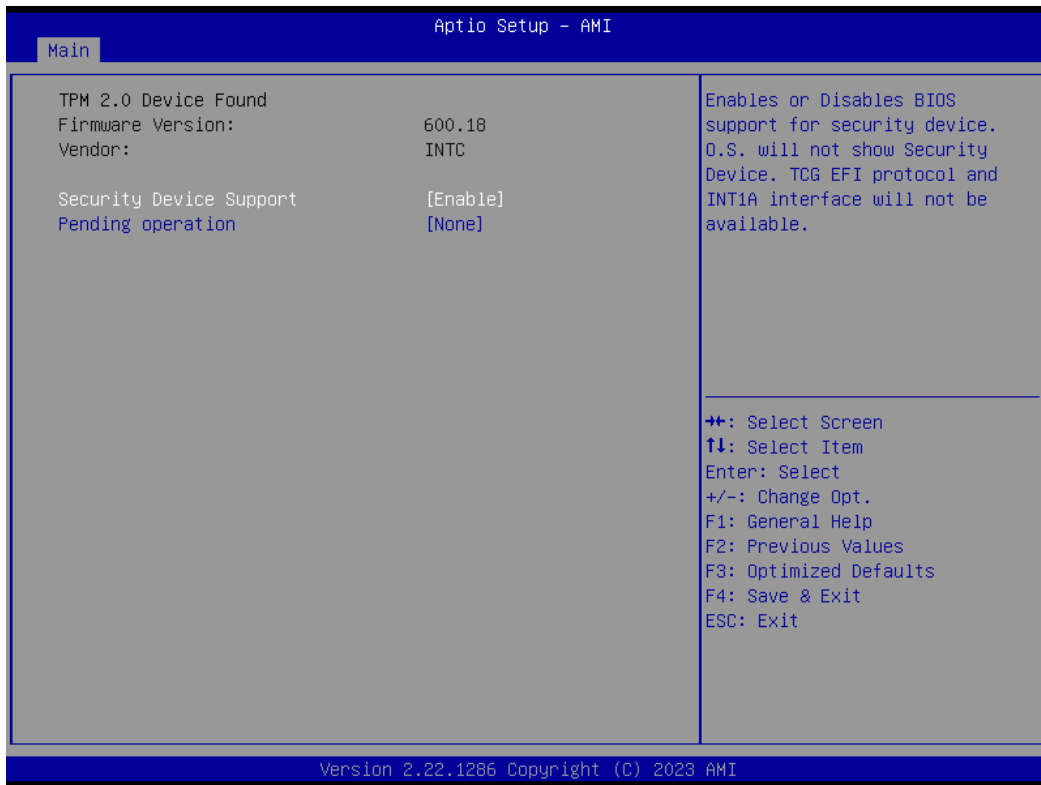 Aptio Setup – AMI
Main
TPM 2.0 Device Found
Firmware Version: 600.18
Vendor: INTC
Security Device Support [Enable]
Pending operation [None]
Enables or Disables BIOS
support for security device.
O.S. will not show Security
Device. TCG EFI protocol and
INT1A interface will not be
available.
→←: Select Screen
↑↓: Select Item
Enter: Select
+/-: Change Opt.
F1: General Help
F2: Previous Values
F3: Optimized Defaults
F4: Save & Exit
ESC: Exit
Version 2.22.1286 Copyright (C) 2023 AMI